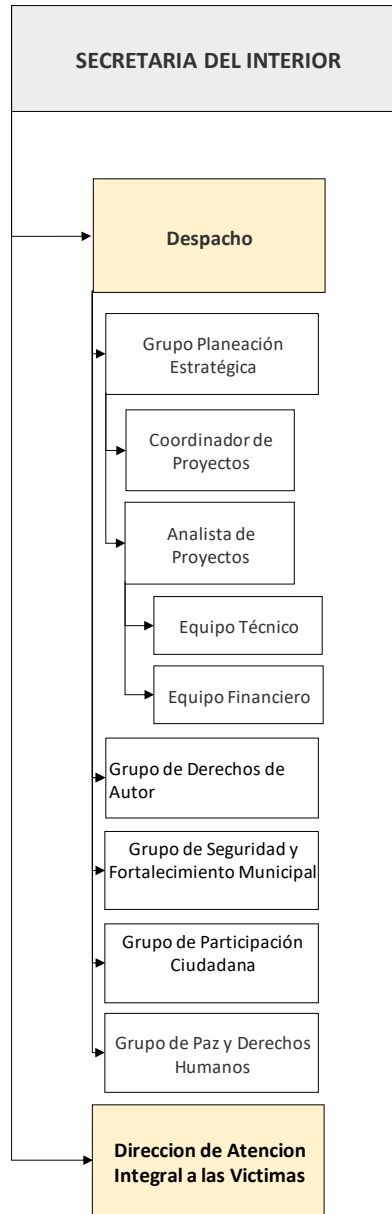 SECRETARIA DEL INTERIOR
Despacho
Grupo Planeación
Estratégica
Coordinador de
Proyectos
Analista de
Proyectos
Equipo Técnico
Equipo Financiero
Grupo de Derechos de
Autor
Grupo de Seguridad y
Fortalecimiento Municipal
Grupo de Participación
Ciudadana
Grupo de Paz y Derechos
Humanos
Direccion de Atencion
Integral a las Victimas